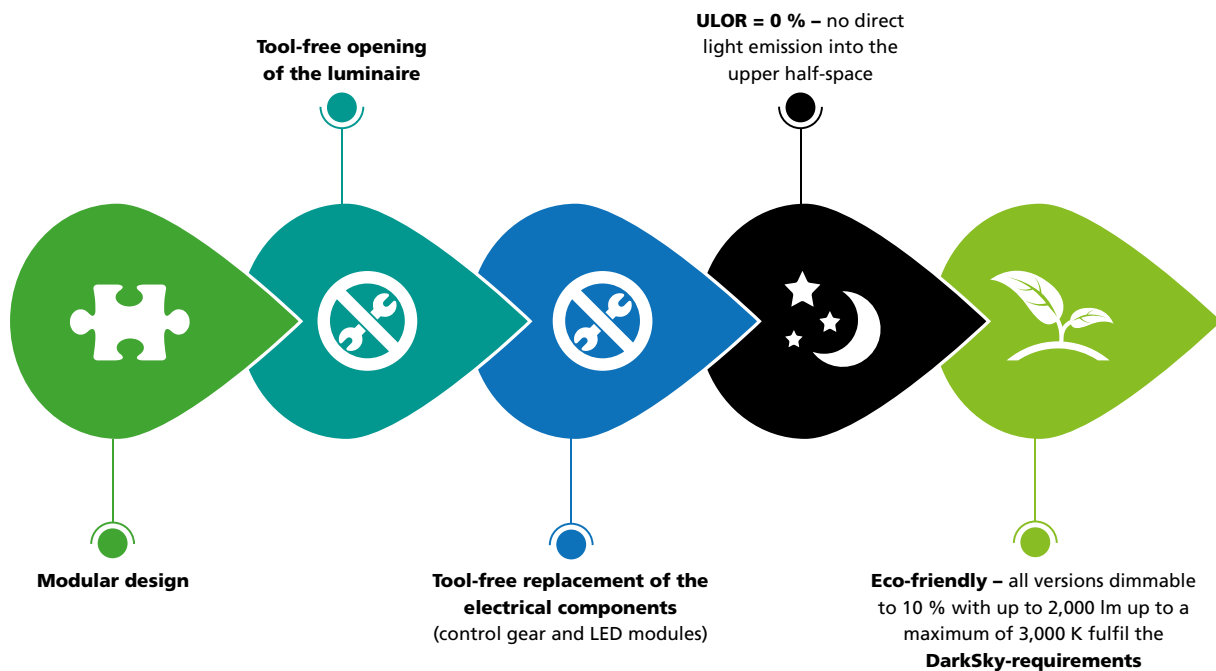 Modular design
Tool-free opening
of the luminaire
Tool-free replacement of the
electrical components
(control gear and LED modules)
ULOR = 0 % – no direct
light emission into the
upper half-space
Eco-friendly – all versions dimmable
to 10 % with up to 2,000 lm up to a
maximum of 3,000 K fulfil the
DarkSky-requirements